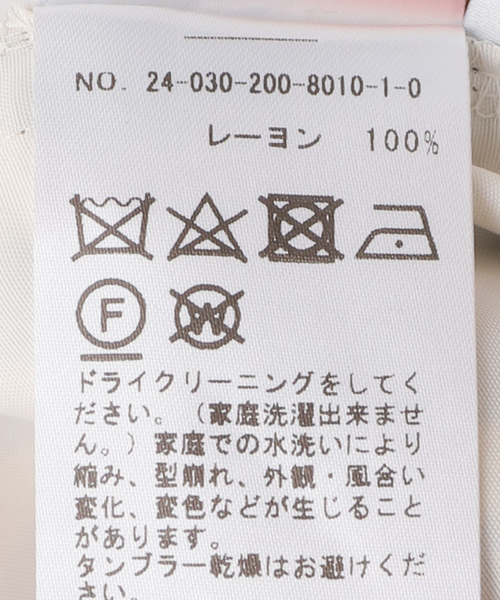 NO. 24-030-200-8010-1-0
レーヨン 100%
F
W
ドライクリーニングをしてく
ださい。（家庭洗濯出来ませ
ん。）家庭での水洗いにより
縮み、型崩れ、外観・風合い
変化、変色などが生じること
があります。
タンブラー乾燥はお避けくだ
さい。